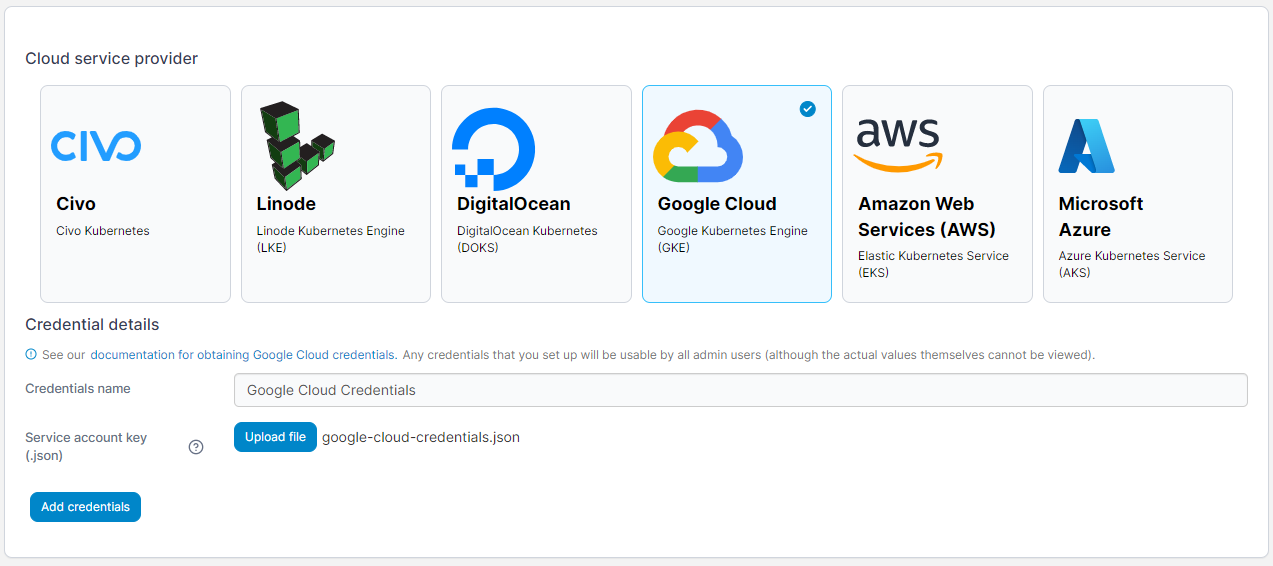 Cloud service provider
CIVO
aws
Civo
Linode
DigitalOcean
Google Cloud
Amazon Web
Services (AWS)
Microsoft
Azure
Civo Kubernetes
Linode Kubernetes Engine
(LKE)
DigitalOcean Kubernetes
(DOKS)
Google Kubernetes Engine
(GKE)
Elastic Kubernetes Service
(EKS)
Azure Kubernetes Service
(AKS)
Credential details
See our documentation for obtaining Google Cloud credentials. Any credentials that you set up will be usable by all admin users (although the actual values themselves cannot be viewed).
Credentials name
Google Cloud Credentials
Service account key
(.json)
?
Upload file
google-cloud-credentials.json
Add credentials